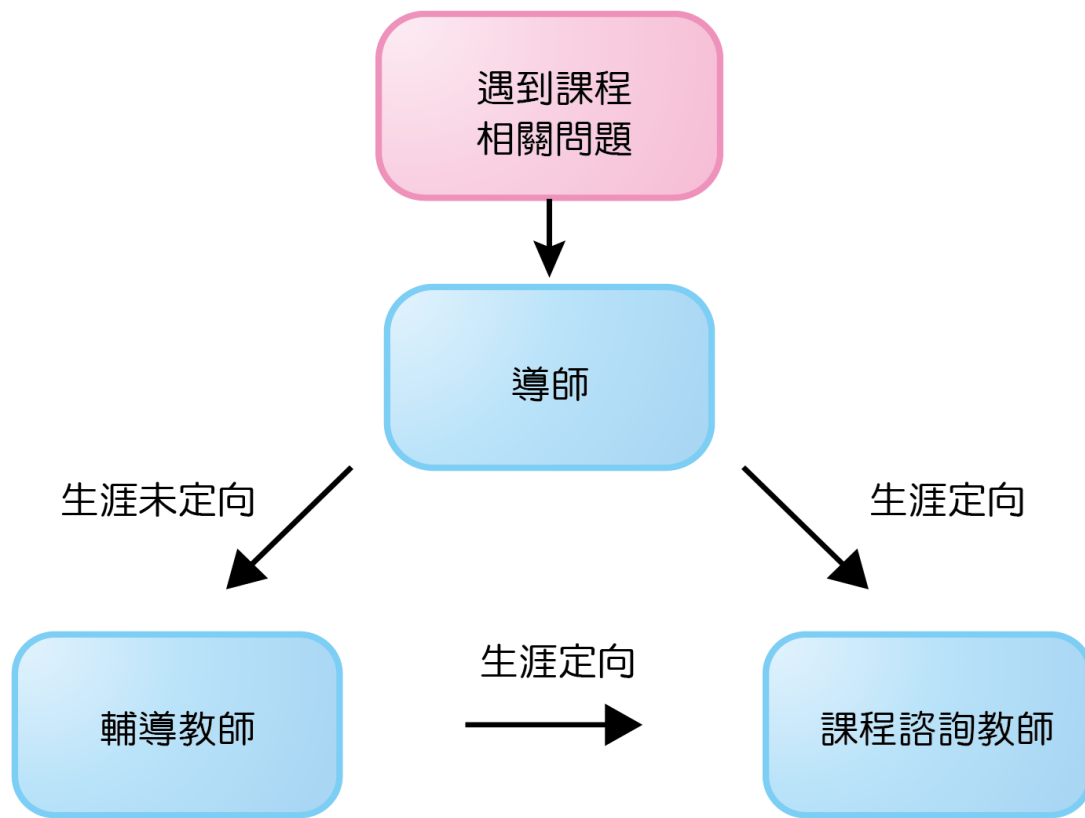 遇到課程
相關問題
導師
生涯未定向
生涯定向
生涯定向
輔導教師
課程諮詢教師